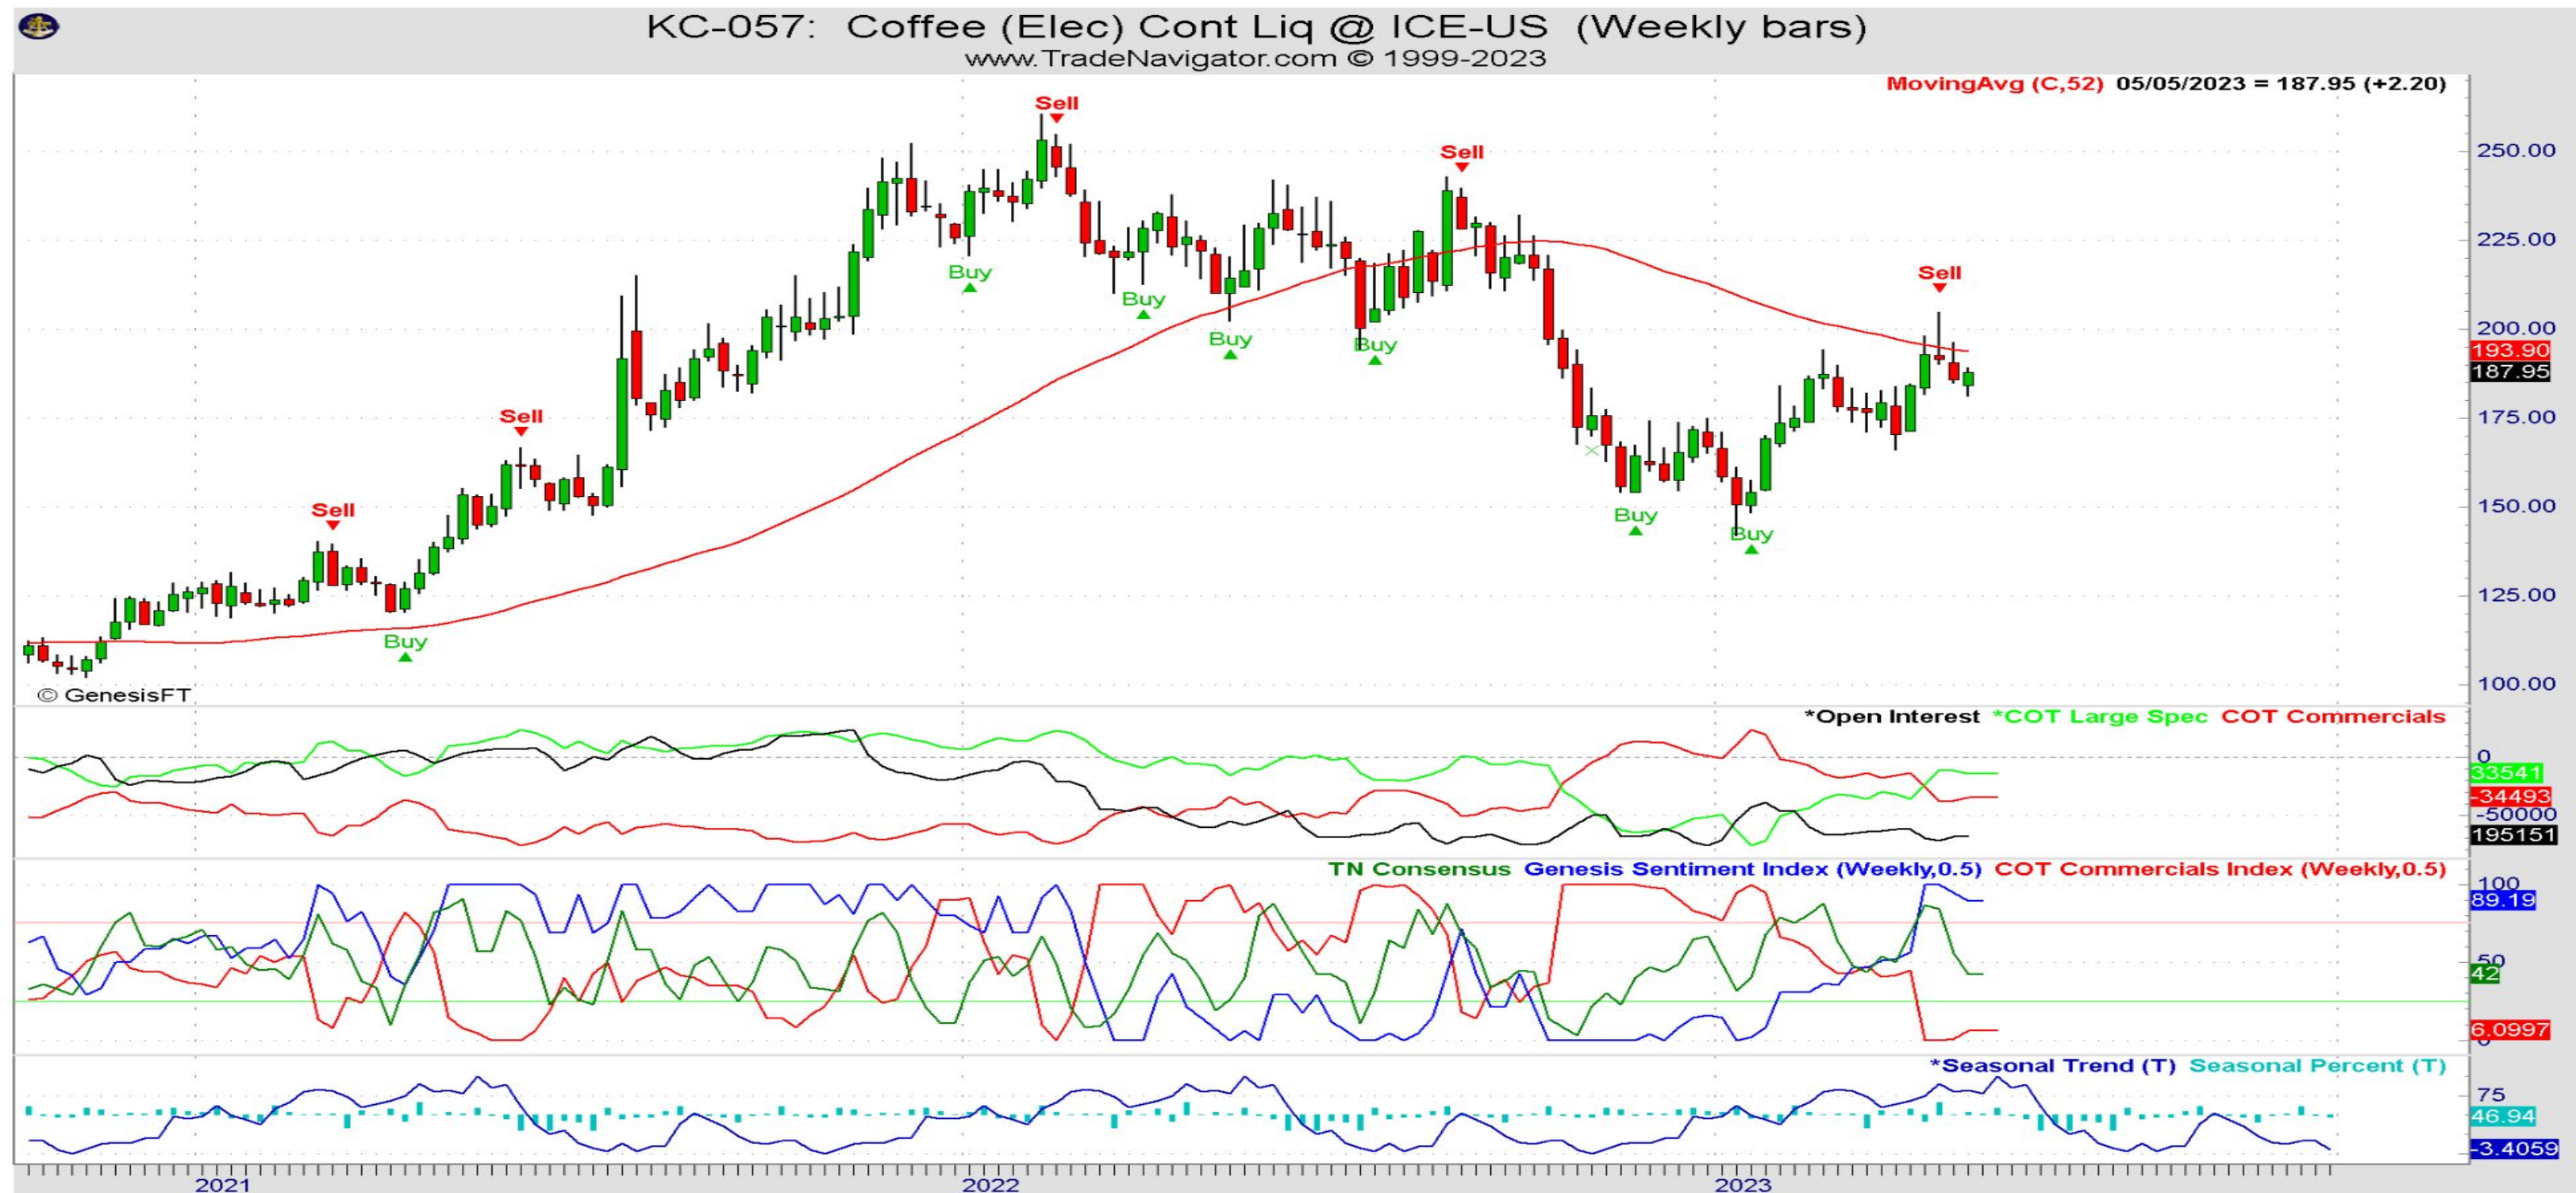 KC-057: Coffee (Elec) Cont Liq @ ICE-US (Weekly bars)
www.TradeNavigator.com © 1999-2023
MovingAvg (C,52) 05/05/2023 = 187.95 (+2.20)
Sell
Sell
250.00
Sell
225.00
Buy
Sell
Buy
200.00
Buy
Buy
193.90
187.95
Sell
175.00
Sell
150.00
Buy
Buy
125.00
Buy
100.00
© GenesisFT
*Open Interest *COT Large Spec COT Commercials
0
33541
-34493
-50000
195151
TN Consensus Genesis Sentiment Index (Weekly,0.5) COT Commercials Index (Weekly,0.5)
100
89.19
50
42
6.0997
0
*Seasonal Trend (T) Seasonal Percent (T)
75
46.94
-3.4059
2021 2022 2023